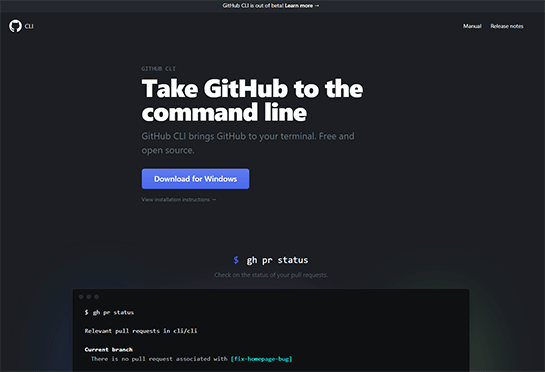 GitHub CLI is out of beta! Learn more →
CLI
Manual
Release notes
GITHUB CLI
Take GitHub to the
command line
GitHub CLI brings GitHub to your terminal. Free and
open source.
Download for Windows
View installation instructions →
$ gh pr status
Check on the status of your pull requests.
$ gh pr status
Relevant pull requests in cli/cli
Current branch
There is no pull request associated with [fix-homepage-bug]